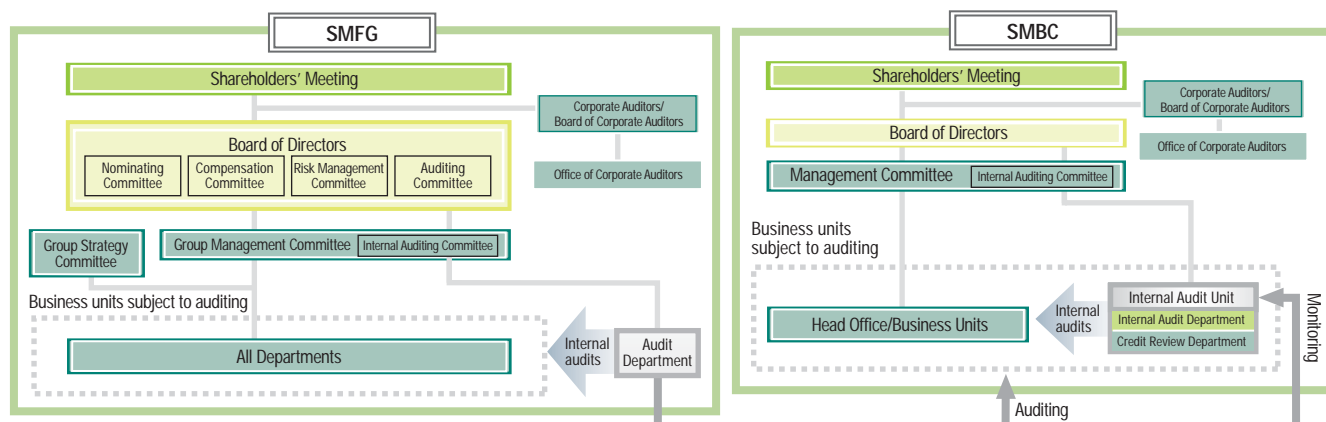 SMFG
Shareholders' Meeting
Corporate Auditors/
Board of Corporate Auditors
Board of Directors
Nominating
Committee
Compensation
Committee
Risk Management
Committee
Auditing
Committee
Office of Corporate Auditors
Group Strategy
Committee
Group Management Committee
Internal Auditing Committee
Business units subject to auditing
All Departments
Internal
audits
Audit
Department
SMBC
Shareholders' Meeting
Corporate Auditors/
Board of Corporate Auditors
Board of Directors
Office of Corporate Auditors
Management Committee
Internal Auditing Committee
Business units
subject to auditing
Head Office/Business Units
Internal
audits
Internal Audit Unit
Internal Audit Department
Credit Review Department
Monitoring
Auditing